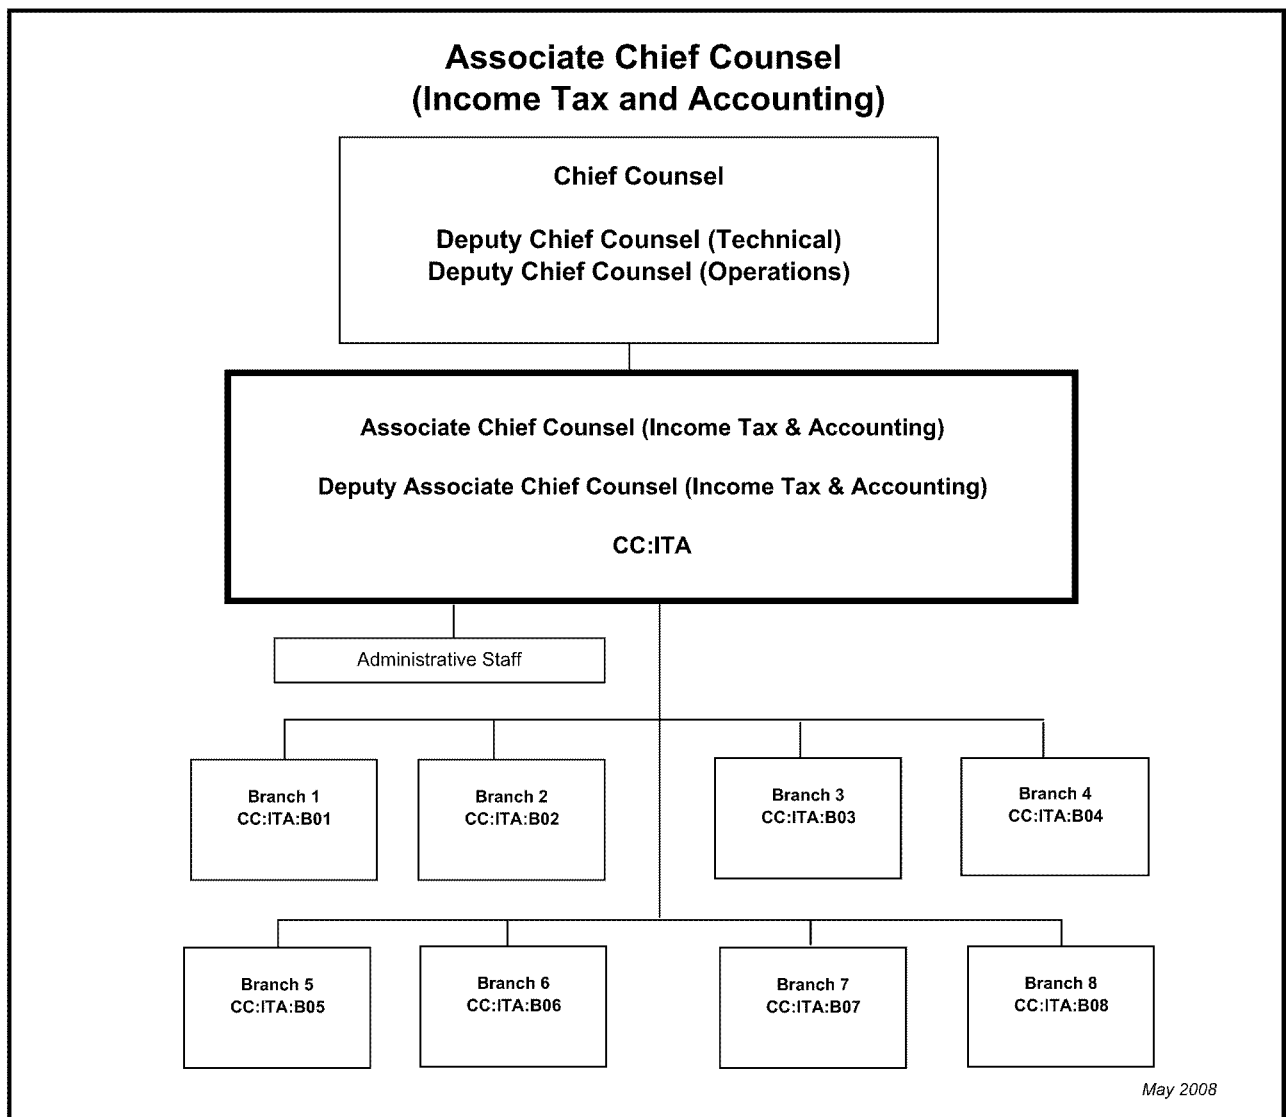 Associate Chief Counsel
(Income Tax and Accounting)
Chief Counsel
Deputy Chief Counsel (Technical)
Deputy Chief Counsel (Operations)
Associate Chief Counsel (Income Tax & Accounting)
Deputy Associate Chief Counsel (Income Tax & Accounting)
CC:ITA
Administrative Staff
Branch 1
CC:ITA:B01
Branch 2
CC:ITA:B02
Branch 3
CC:ITA:B03
Branch 4
CC:ITA:B04
Branch 5
CC:ITA:B05
Branch 6
CC:ITA:B06
Branch 7
CC:ITA:B07
Branch 8
CC:ITA:B08
May 2008